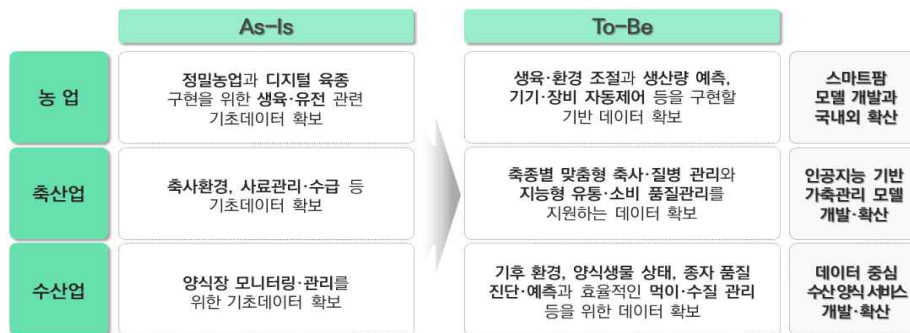 As-Is
To-Be
농 업
정밀농업과 디지털 육종
구현을 위한 생육·유전 관련
기초데이터 확보
생육·환경 조절과 생산량 예측,
기기·장비 자동제어 등을 구현할
기반 데이터 확보
스마트팜
모델 개발과
국내외 확산
축산업
축사환경, 사료관리·수급 등
기초데이터 확보
축종별 맞춤형 축사·질병 관리와
지능형 유통·소비 품질관리를
지원하는 데이터 확보
인공지능 기반
가축관리 모델
개발·확산
수산업
양식장 모니터링·관리를
위한 기초데이터 확보
기후 환경, 양식생물 상태, 종자 품질
진단·예측과 효율적인 먹이·수질 관리
등을 위한 데이터 확보
데이터 중심
수산양식 서비스
개발·확산